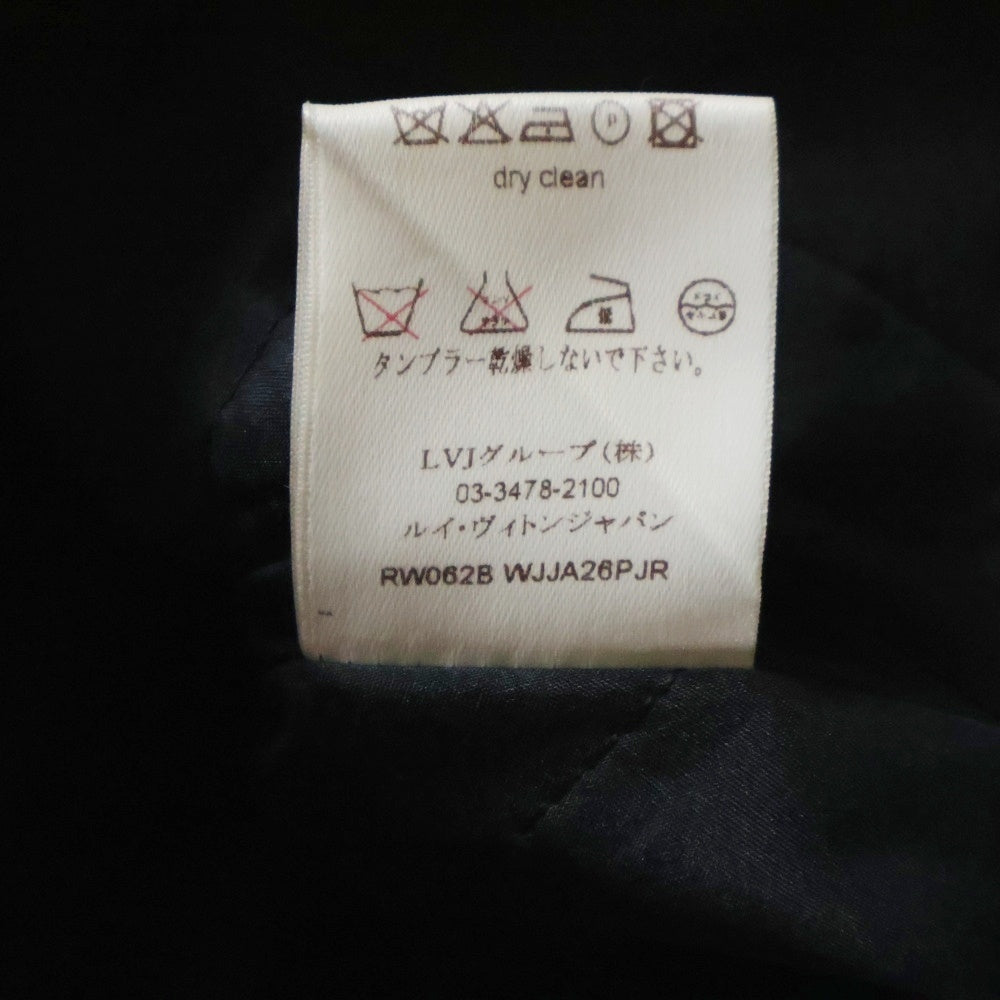 P
dry clean
低
タンブラー乾燥しないで下さい。
LVJグループ(株)
03-3478-2100
ルイ・ヴィトンジャパン
RW062B WJJA26PJR